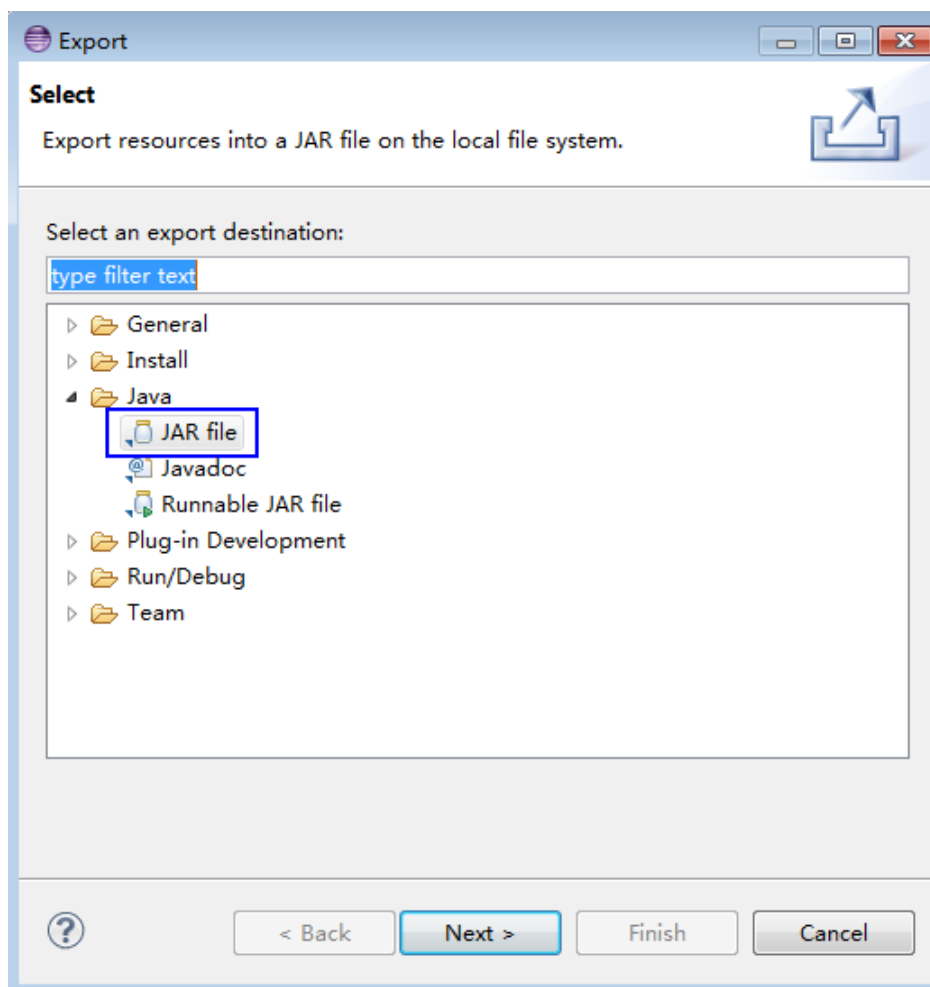 Export
Select
Export resources into a JAR file on the local file system.
Select an export destination:
type filter text
General
Install
Java
JAR file
Javadoc
Runnable JAR file
Plug-in Development
Run/Debug
Team
< Back Next > Finish Cancel